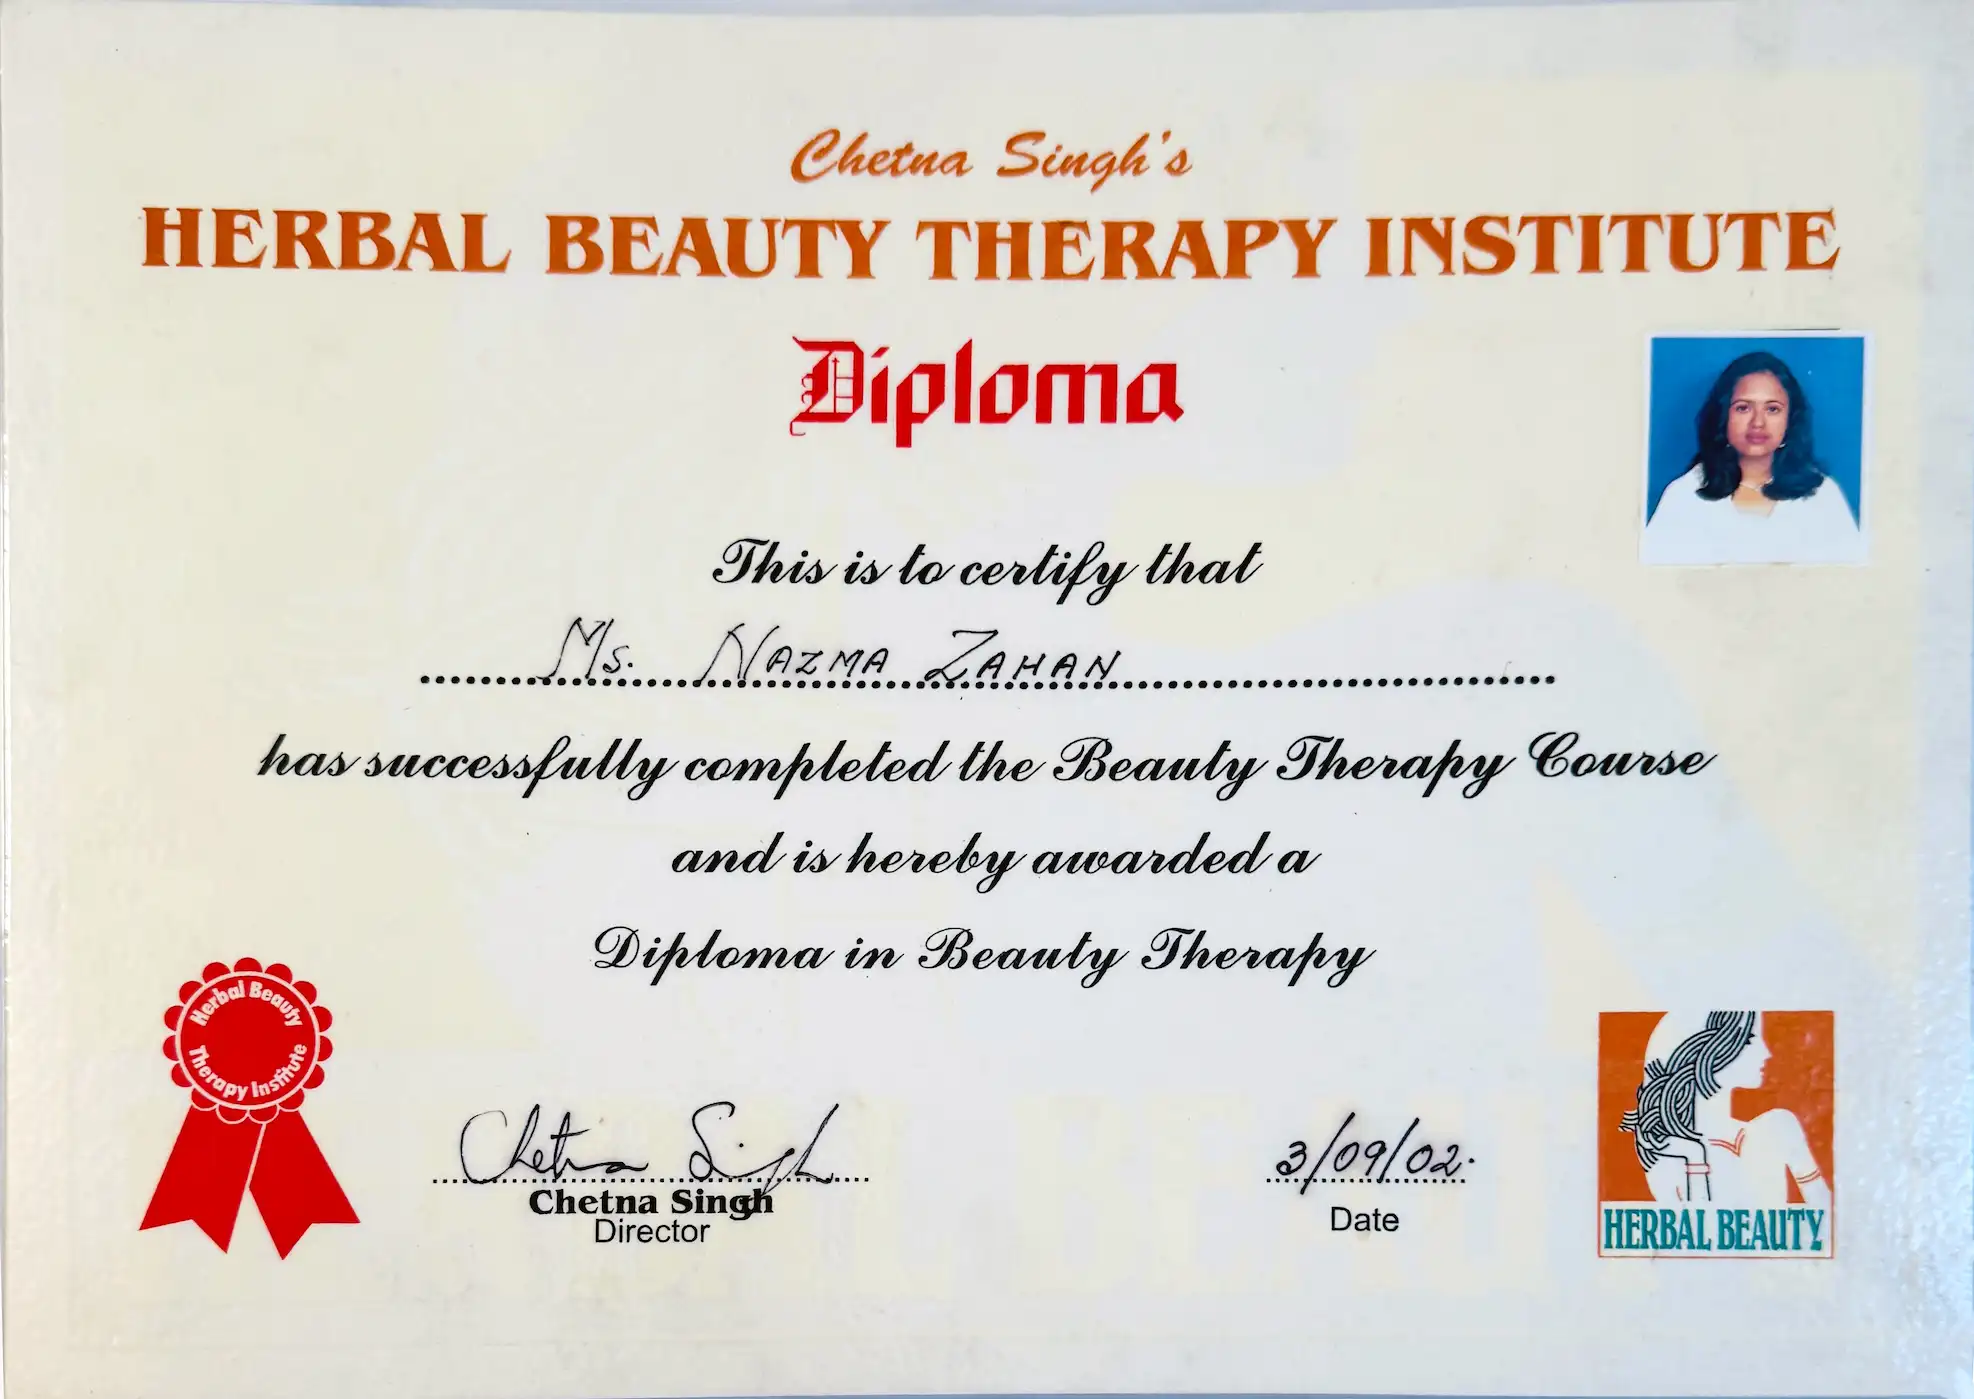 Chetna Singh's
HERBAL BEAUTY THERAPY INSTITUTE
Diploma
This is to certify that
Ms. NAZMA ZAHAN
has successfully completed the Beauty Therapy Course
and is hereby awarded a
Diploma in Beauty Therapy
Herbal Beauty
Therapy Institute
Chetna Singh
Chetna Singh
Director
3/09/02.
Date
HERBAL BEAUTY